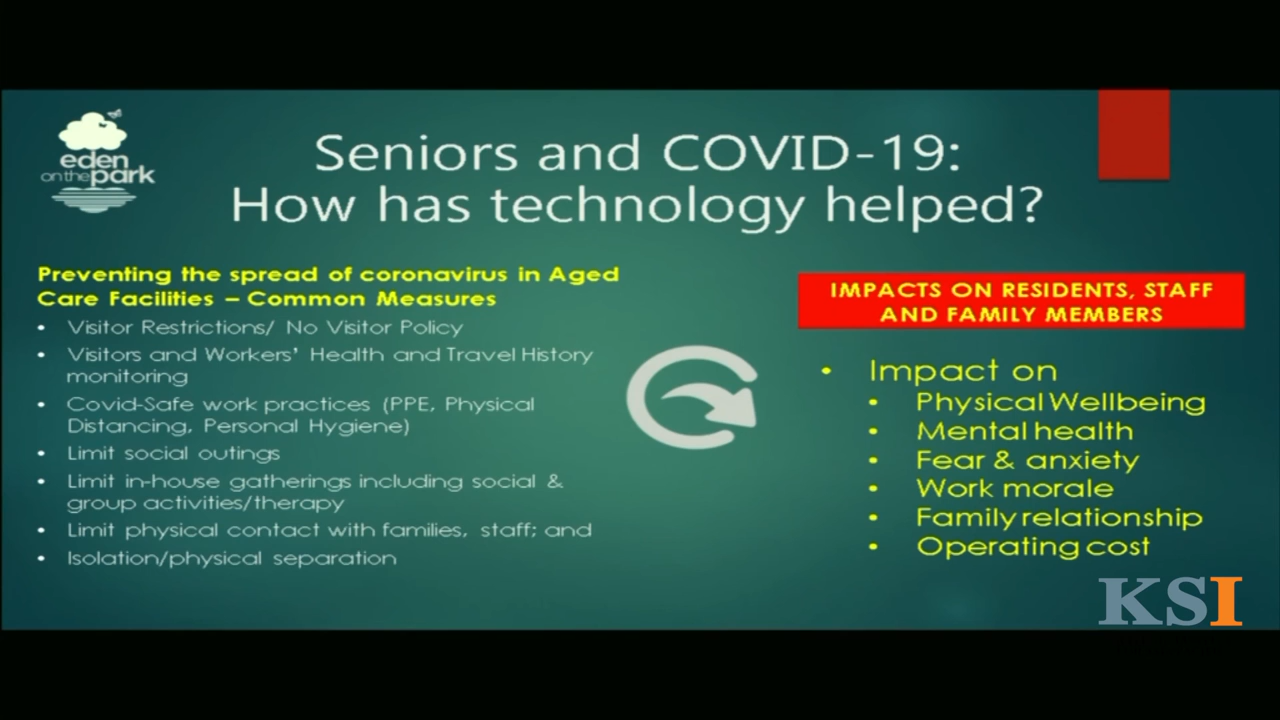 eden
on the park
Seniors and COVID-19:
How has technology helped?
Preventing the spread of coronavirus in Aged
Care Facilities – Common Measures
• Visitor Restrictions/ No Visitor Policy
• Visitors and Workers’ Health and Travel History
monitoring
• Covid-Safe work practices (PPE, Physical
Distancing, Personal Hygiene)
• Limit social outings
• Limit in-house gatherings including social &
group activities/therapy
• Limit physical contact with families, staff; and
• Isolation/physical separation
IMPACTS ON RESIDENTS, STAFF
AND FAMILY MEMBERS
• Impact on
• Physical Wellbeing
• Mental health
• Fear & anxiety
• Work morale
• Family relationship
• Operating cost
KSI